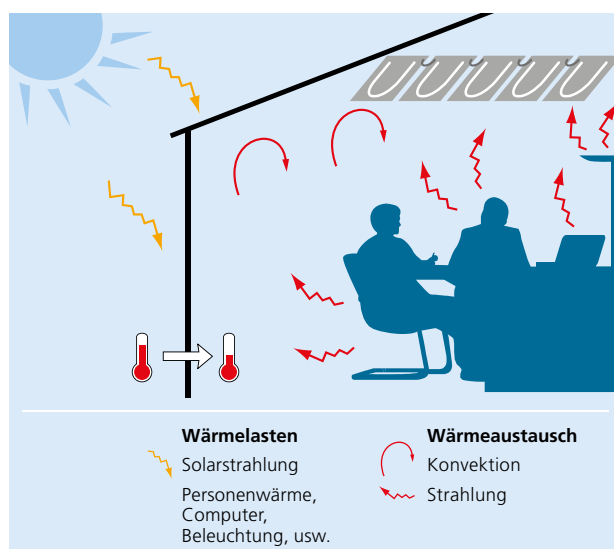 Wärmelasten
Solarstrahlung
Personenwärme,
Computer,
Beleuchtung, usw.
Wärmeaustausch
Konvektion
Strahlung